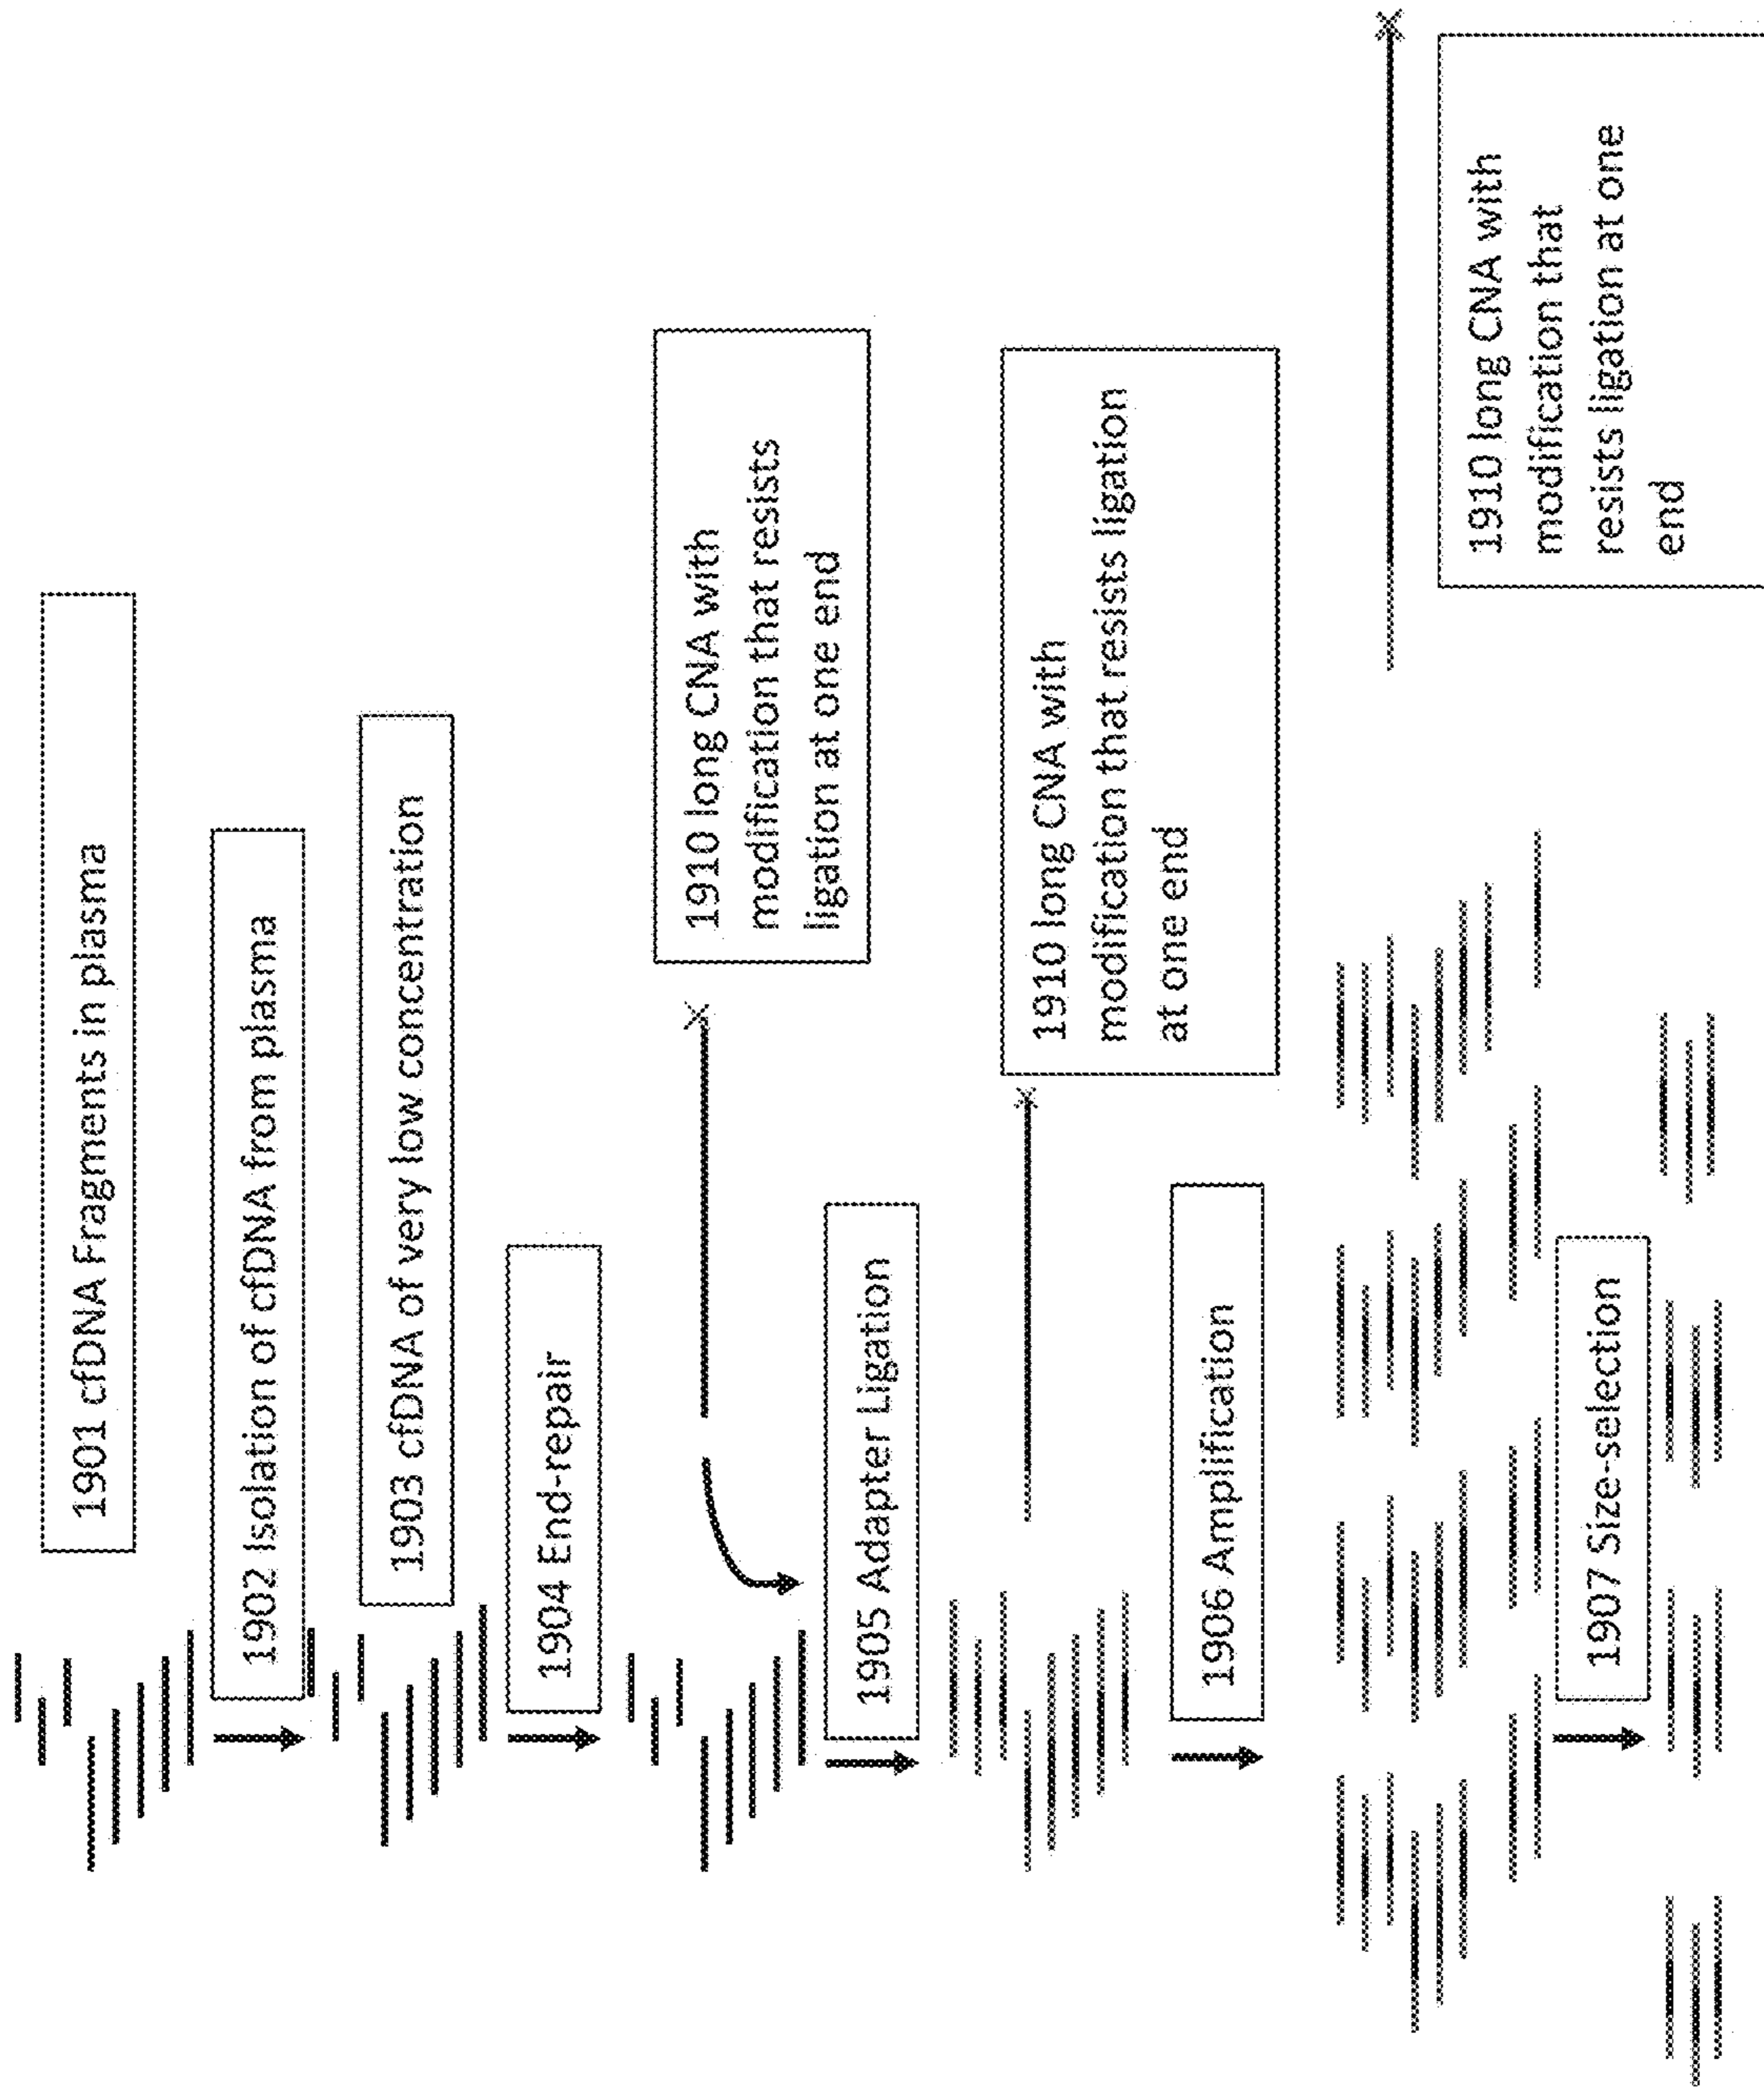 1901 cfDNA Fragments in plasma
1902 Isolation of cfDNA from plasma
1903 cfDNA of very low concentration
1904 End-repair
1910 long CNA with
modification that resists
ligation at one end
1905 Adapter Ligation
1910 long CNA with
modification that resists ligation
at one end
1906 Amplification
1910 long CNA with
modification that
resists ligation at one
end
1907 Size-selection